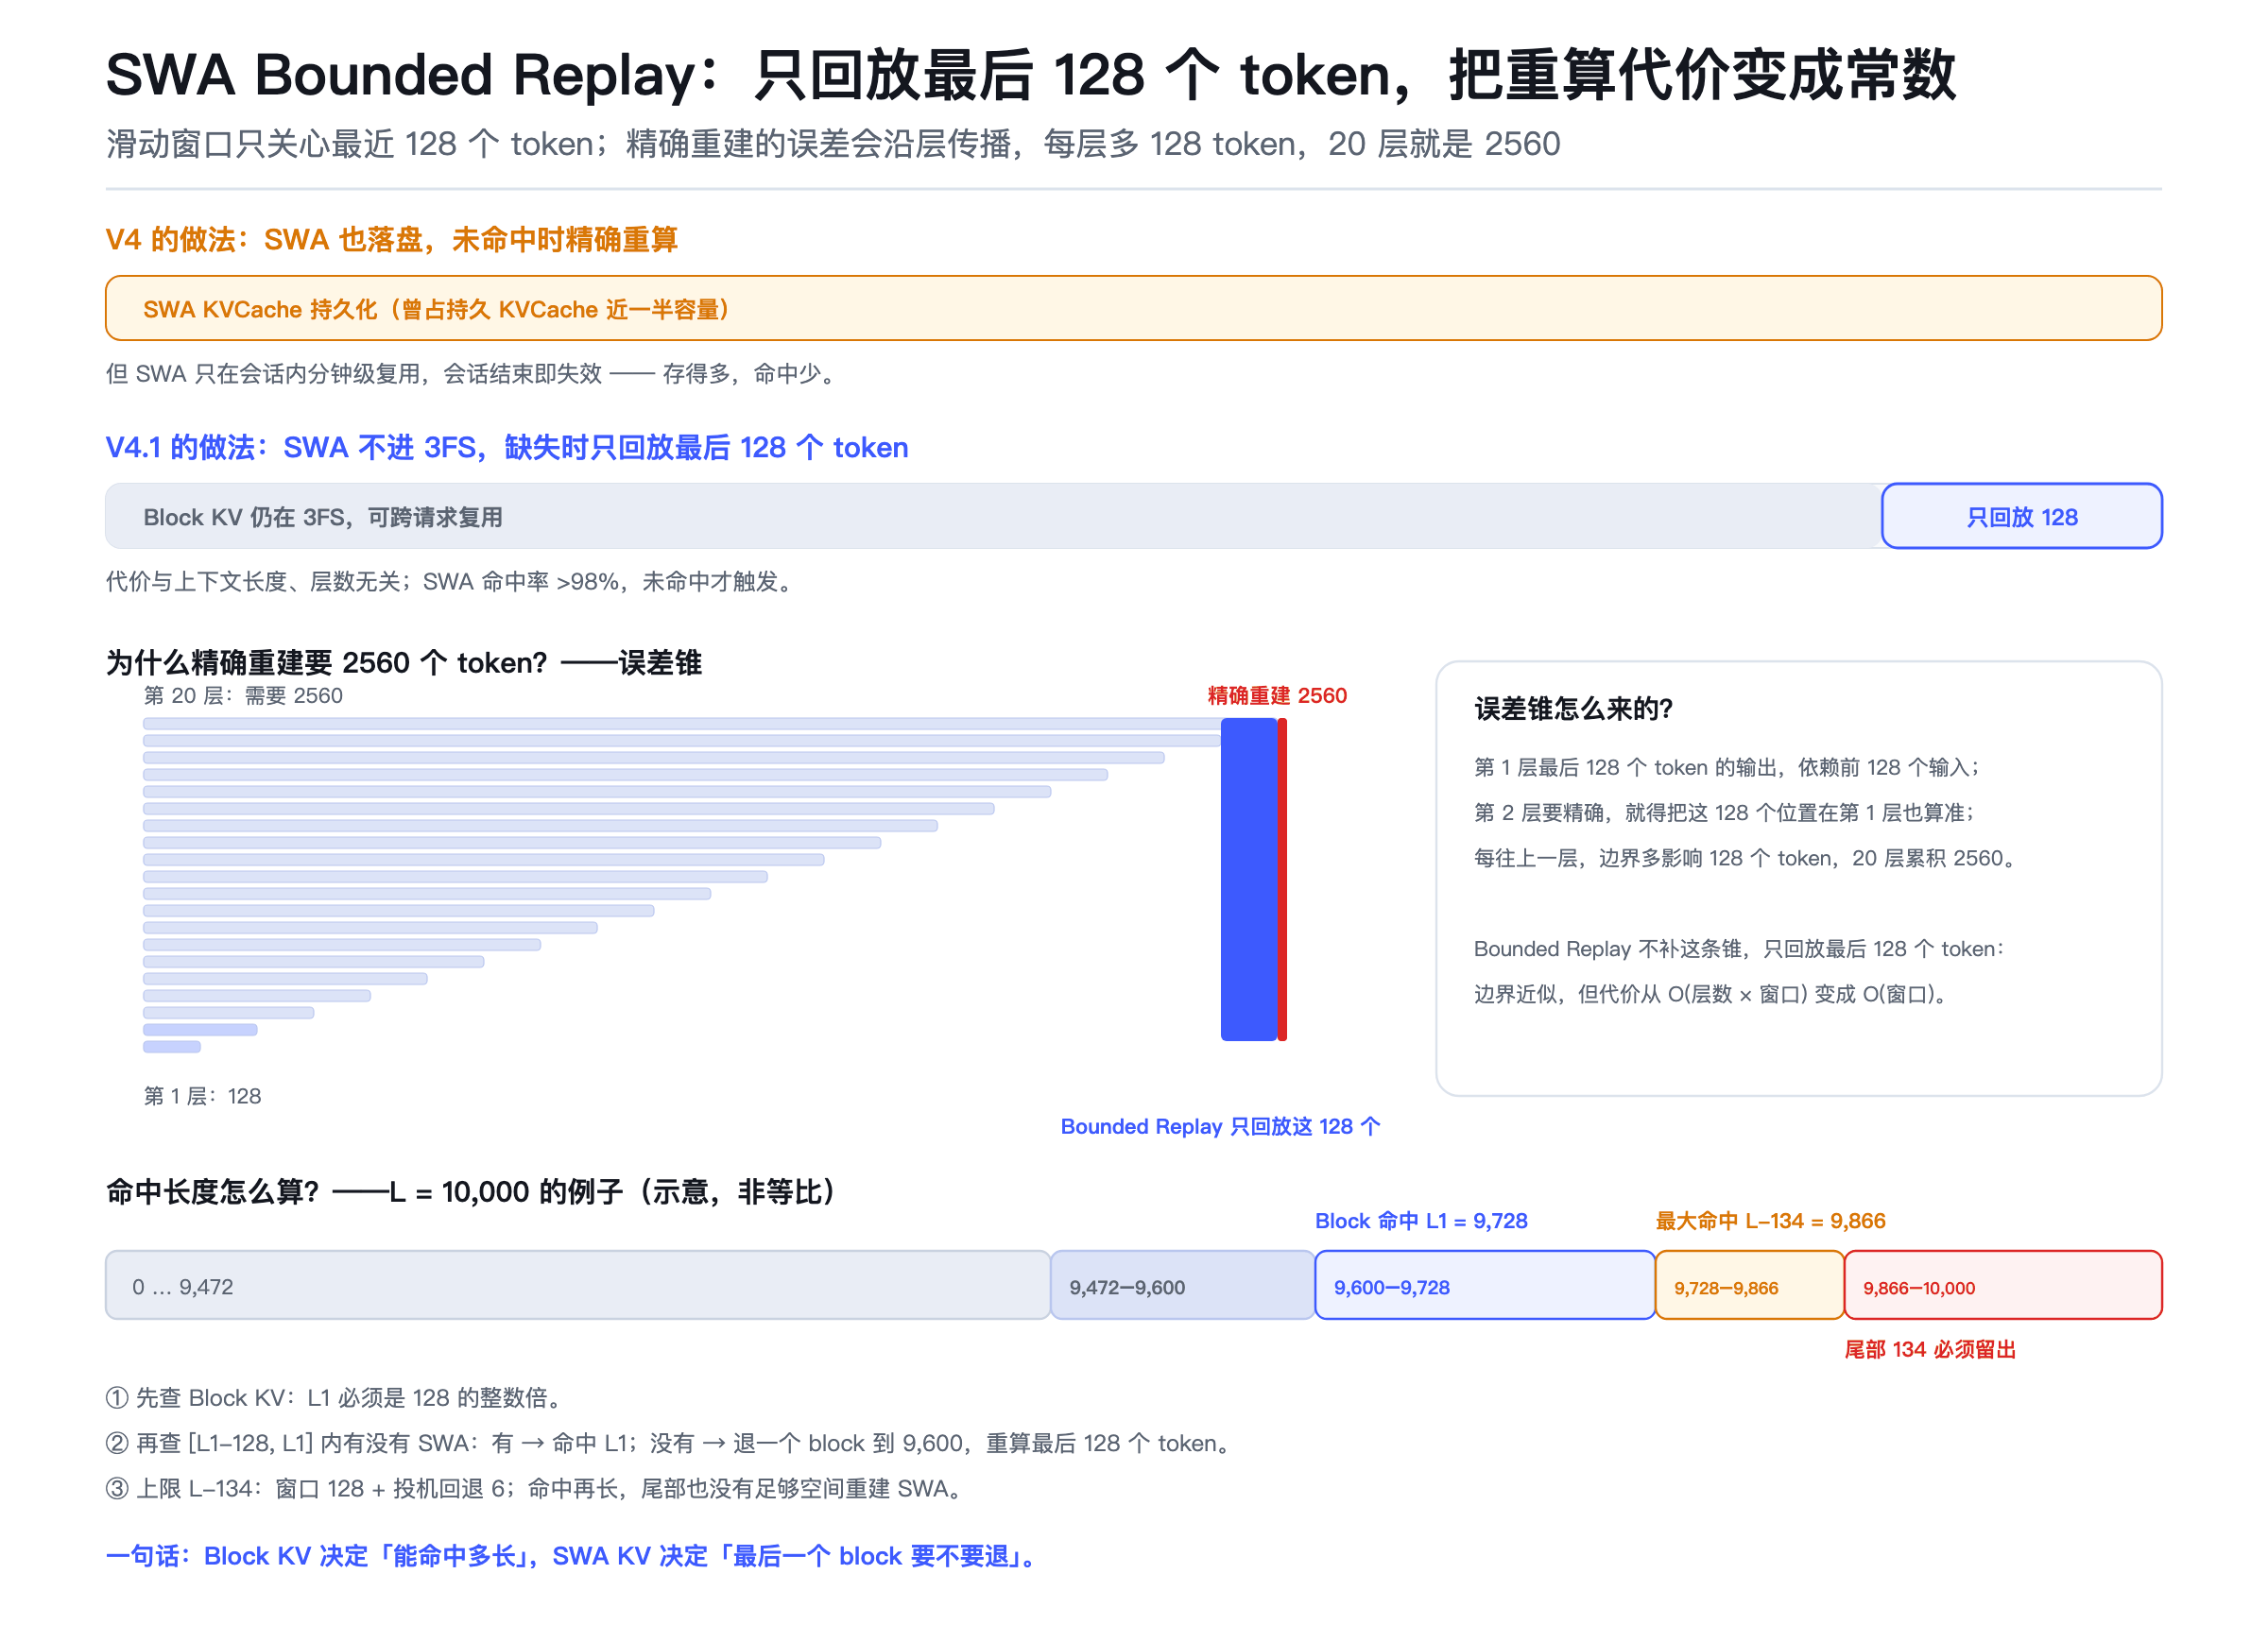 SWA Bounded Replay：只回放最后 128 个 token，把重算代价变成常数
滑动窗口只关心最近 128 个 token；精确重建的误差会沿层传播，每层多 128 token，20 层就是 2560
V4 的做法：SWA 也落盘，未命中时精确重算
SWA KVCache 持久化（曾占持久 KVCache 近一半容量）
但 SWA 只在会话内分钟级复用，会话结束即失效 —— 存得多，命中少。
V4.1 的做法：SWA 不进 3FS，缺失时只回放最后 128 个 token
Block KV 仍在 3FS，可跨请求复用
只回放 128
代价与上下文长度、层数无关；SWA 命中率 >98%，未命中才触发。
为什么精确重建要 2560 个 token？——误差锥
第 20 层：需要 2560
精确重建 2560
第 1 层：128
Bounded Replay 只回放这 128 个
误差锥怎么来的？
第 1 层最后 128 个 token 的输出，依赖前 128 个输入；
第 2 层要精确，就得把这 128 个位置在第 1 层也算准；
每往上一层，边界多影响 128 个 token，20 层累积 2560。
Bounded Replay 不补这条锥，只回放最后 128 个 token：
边界近似，但代价从 O(层数 × 窗口) 变成 O(窗口)。
命中长度怎么算？——L = 10,000 的例子（示意，非等比）
Block 命中 L1 = 9,728
最大命中 L−134 = 9,866
0 … 9,472
9,472–9,600
9,600–9,728
9,728–9,866
9,866–10,000
尾部 134 必须留出
① 先查 Block KV：L1 必须是 128 的整数倍。
② 再查 [L1−128, L1] 内有没有 SWA：有 → 命中 L1；没有 → 退一个 block 到 9,600，重算最后 128 个 token。
③ 上限 L−134：窗口 128 + 投机回退 6；命中再长，尾部也没有足够空间重建 SWA。
一句话：Block KV 决定「能命中多长」，SWA KV 决定「最后一个 block 要不要退」。